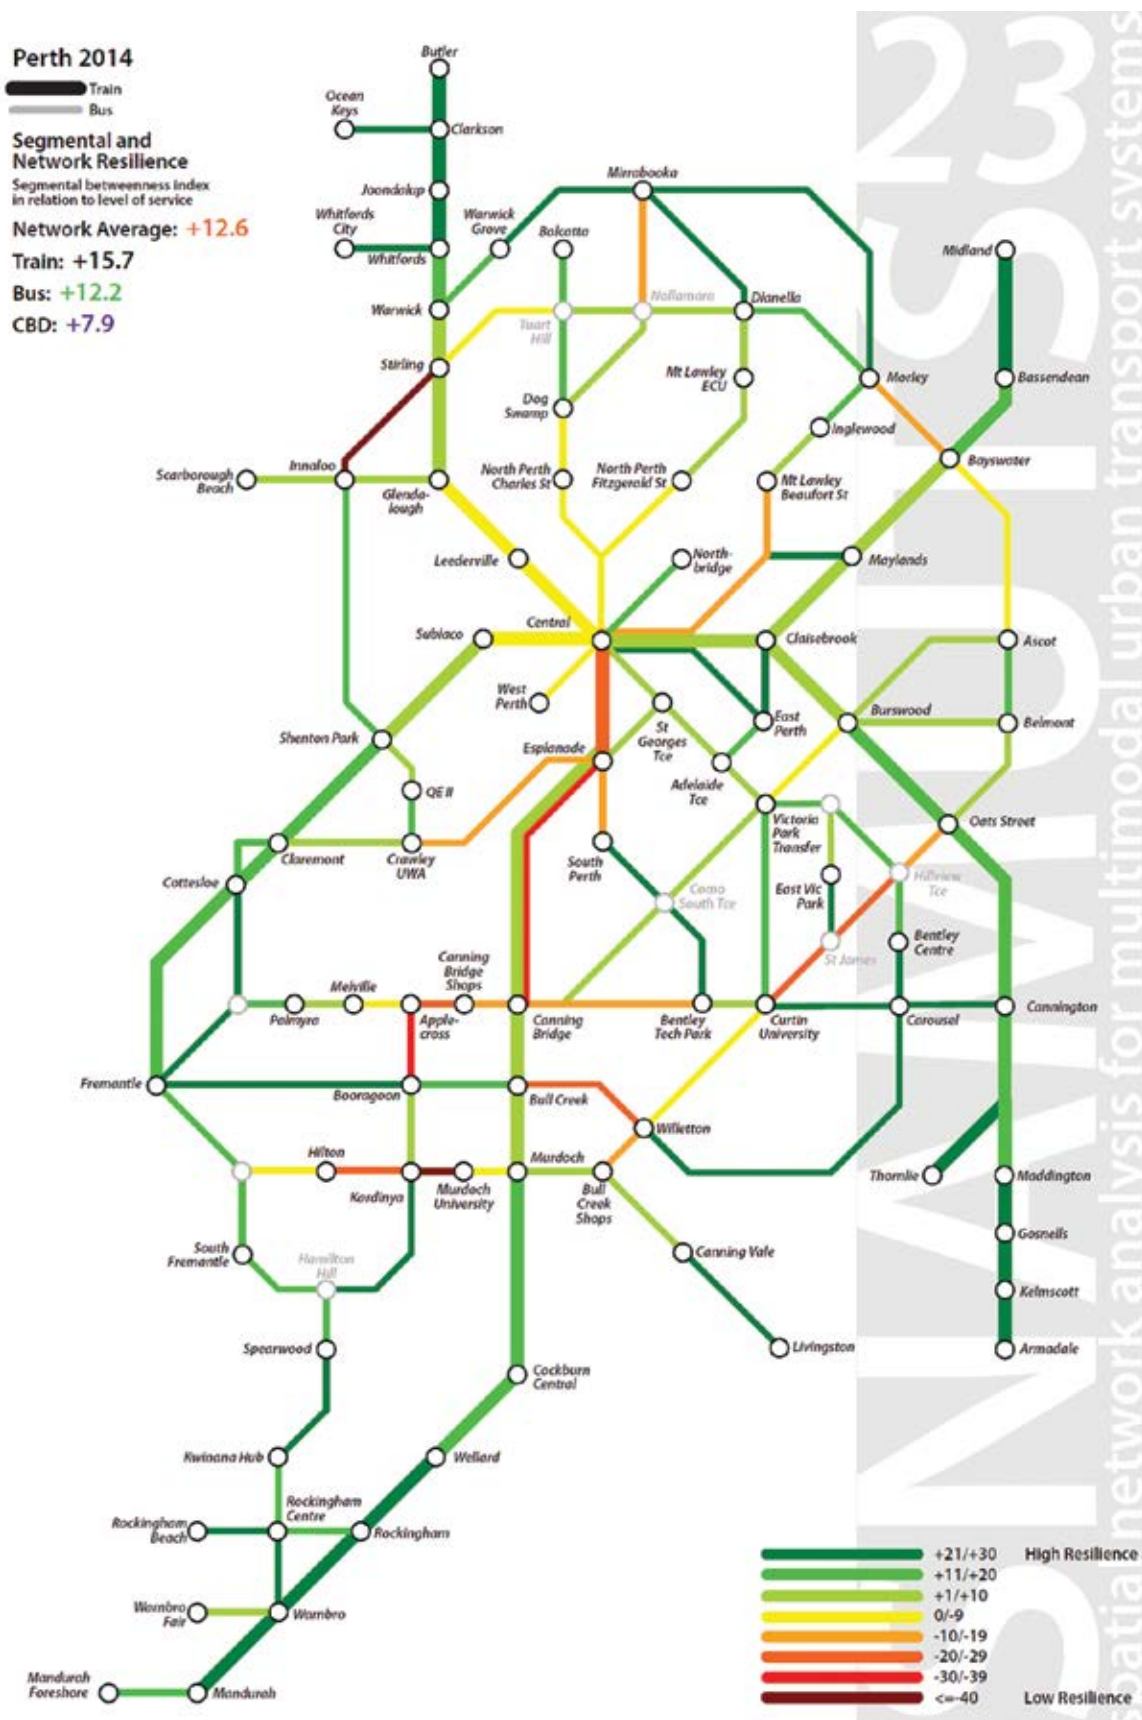 Perth 2014
Train
Bus
Segmental and
Network Resilience
Segmental betweenness index
in relation to level of service
Network Average: +12.6
Train: +15.7
Bus: +12.2
CBD: +7.9
Butler
Ocean
Keys
Clarkson
Joondalup
Whitfords
City
Whitfords
Warwick
Grove
Balcatta
Mirrabooka
Midland
Warwick
Tuart
Hill
Nollamara
Dianella
Stirling
Mt Lawley
ECU
Morley
Bassendean
Dog
Swamp
Inglewood
Bayswater
Scarborough
Beach
Innaloo
Glenda-
lough
North Perth
Charles St
North Perth
Fitzgerald St
Mt Lawley
Beaufort St
Leederville
North-
bridge
Maylands
Subiaco
Central
Claisebrook
Ascot
West
Perth
St
Georges
Tce
East
Perth
Burswood
Belmont
Shenton Park
Esplanade
Adelaide
Tce
QE II
Victoria
Park
Transfer
Oats Street
Claremont
Crawley
UWA
South
Perth
East Vic
Park
Hillview
Tce
Cottesloe
Como
South Tce
St James
Bentley
Centre
Canning
Bridge
Shops
Melville
Palmyra
Apple-
cross
Canning
Bridge
Bentley
Tech Park
Curtin
University
Carousel
Cannington
Fremantle
Booragoon
Bull Creek
Willetton
Hilton
Kardinya
Murdoch
University
Murdoch
Bull
Creek
Shops
Thornlie
Maddington
South
Fremantle
Hamilton
Hill
Canning Vale
Gosnells
Kelmscott
Spearwood
Livingston
Armadale
Cockburn
Central
Kwinana Hub
Wellard
Rockingham
Beach
Rockingham
Centre
Rockingham
Warnbro
Fair
Warnbro
Mandurah
Foreshore
Mandurah
+21/+30 High Resilience
+11/+20
+1/+10
0/-9
-10/-19
-20/-29
-30/-39
<=-40 Low Resilience
23
SNAMUTS
spatial network analysis for multimodal urban transport systems